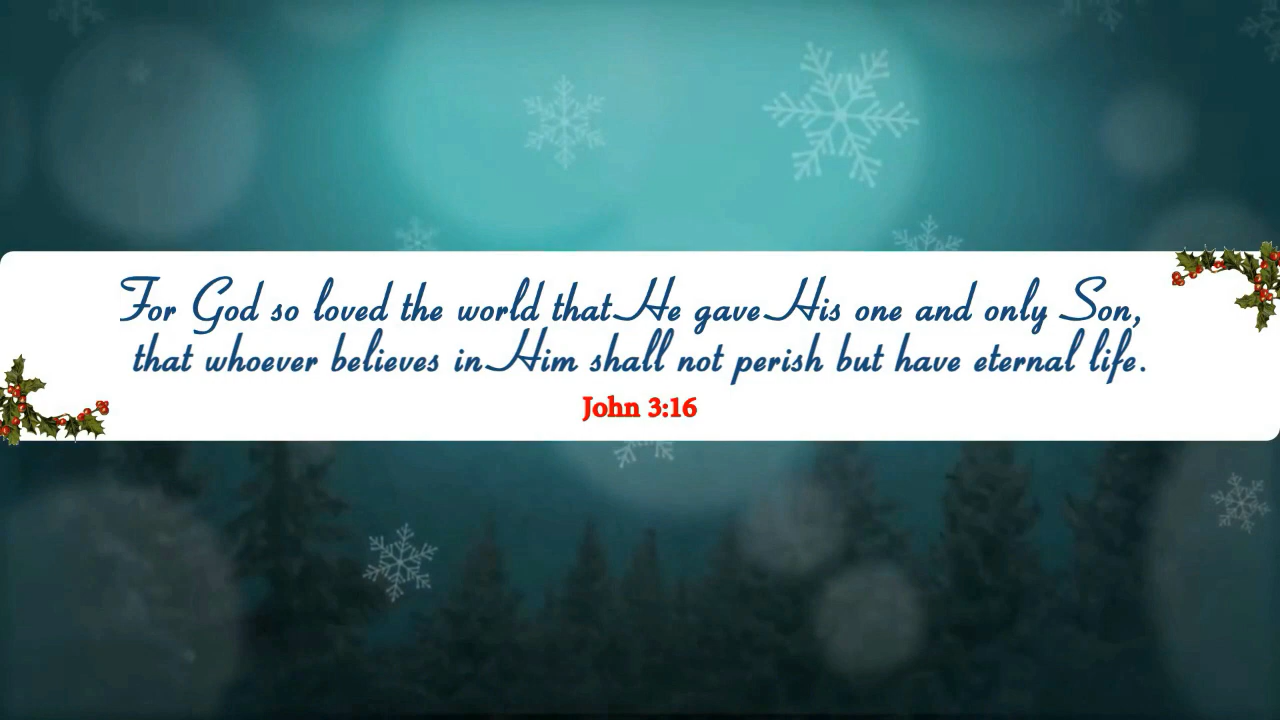 For God so loved the world that He gave His one and only Son,
that whoever believes in Him shall not perish but have eternal life.
John 3:16